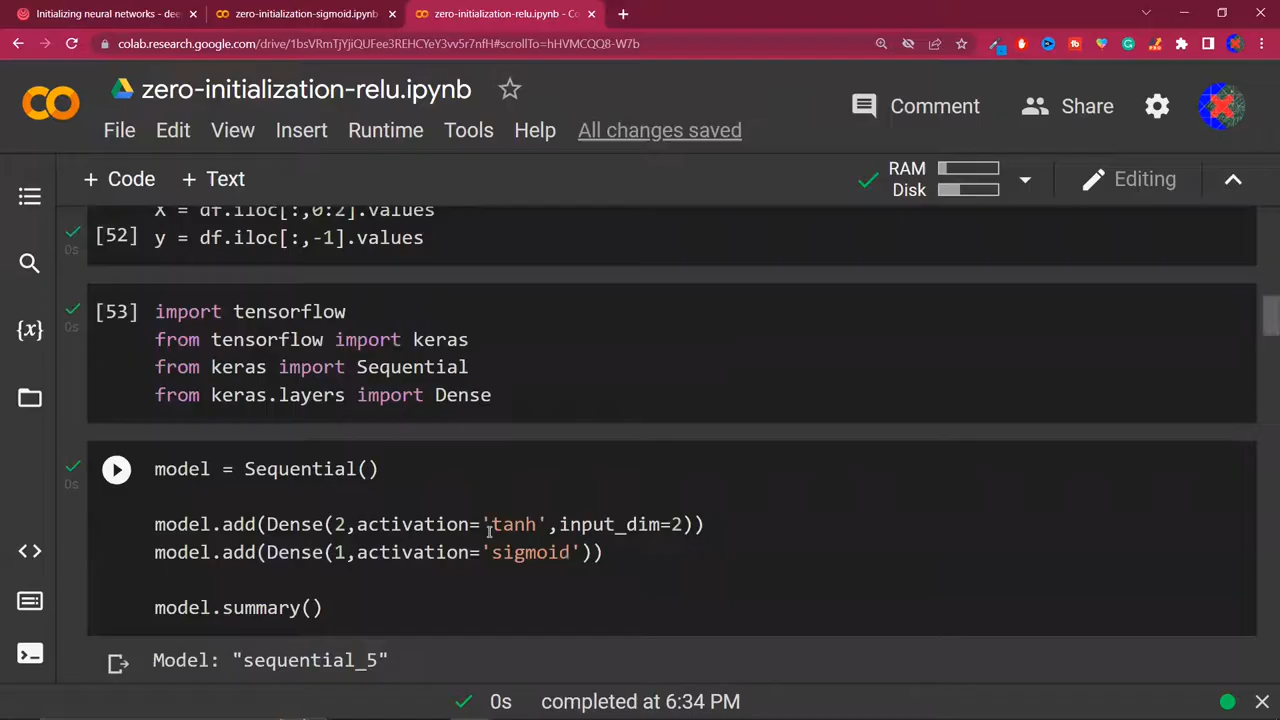 Initializing neural networks - dee
zero-initialization-sigmoid.ipynb
zero-initialization-relu.ipynb - Co
colab.research.google.com/drive/1bsVRmTjYjiQUFee3REHCYeY3vv5r7nfH#scrollTo=hHVMCQQ8-W7b
zero-initialization-relu.ipynb
Comment
Share
File Edit View Insert Runtime Tools Help All changes saved
+ Code + Text
RAM
Disk
Editing
X = df.iloc[:,0:2].values
[52] y = df.iloc[:,-1].values
0s
[53] import tensorflow
0s
from tensorflow import keras
from keras import Sequential
from keras.layers import Dense
model = Sequential()
0s
model.add(Dense(2,activation='tanh',input_dim=2))
model.add(Dense(1,activation='sigmoid'))
model.summary()
Model: "sequential_5"
0s completed at 6:34 PM